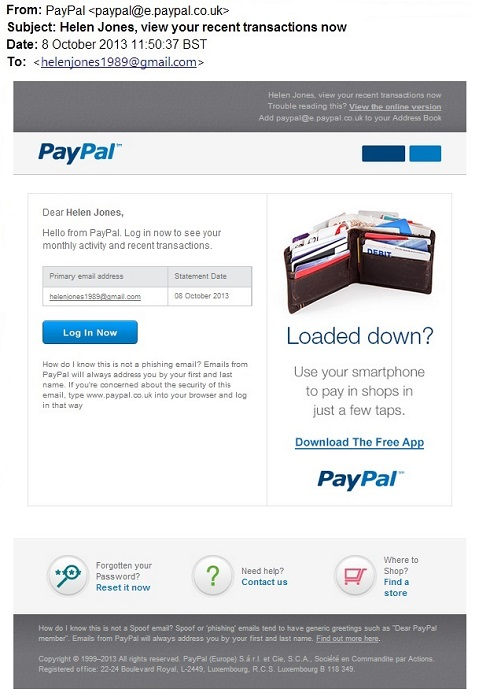 From: PayPal <paypal@e.paypal.co.uk>
Subject: Helen Jones, view your recent transactions now
Date: 8 October 2013 11:50:37 BST
To: <helenjones1989@gmail.com>
Helen Jones, view your recent transactions now
Trouble reading this? View the online version
Add paypal@e.paypal.co.uk to your Address Book
PayPal™
Dear Helen Jones,
Hello from PayPal. Log in now to see your
monthly activity and recent transactions.
Primary email address Statement Date
helenjones1989@gmail.com 08 October 2013
Log In Now
How do I know this is not a phishing email? Emails from
PayPal will always address you by your first and last
name. If you're concerned about the security of this
email, type www.paypal.co.uk into your browser and log
in that way
DEBIT
Loaded down?
Use your smartphone
to pay in shops in
just a few taps.
Download The Free App
PayPal™
Forgotten your
Password?
Reset it now
Need help?
Contact us
Where to
Shop?
Find a
store
How do I know this is not a Spoof email? Spoof or 'phishing' emails tend to have generic greetings such as "Dear PayPal
member". Emails from PayPal will always address you by your first and last name. Find out more here.
Copyright © 1999-2013 All rights reserved. PayPal (Europe) S.à r.l. et Cie, S.C.A., Société en Commandite par Actions.
Registered office: 22-24 Boulevard Royal, L-2449, Luxembourg, R.C.S. Luxembourg B 118 349.